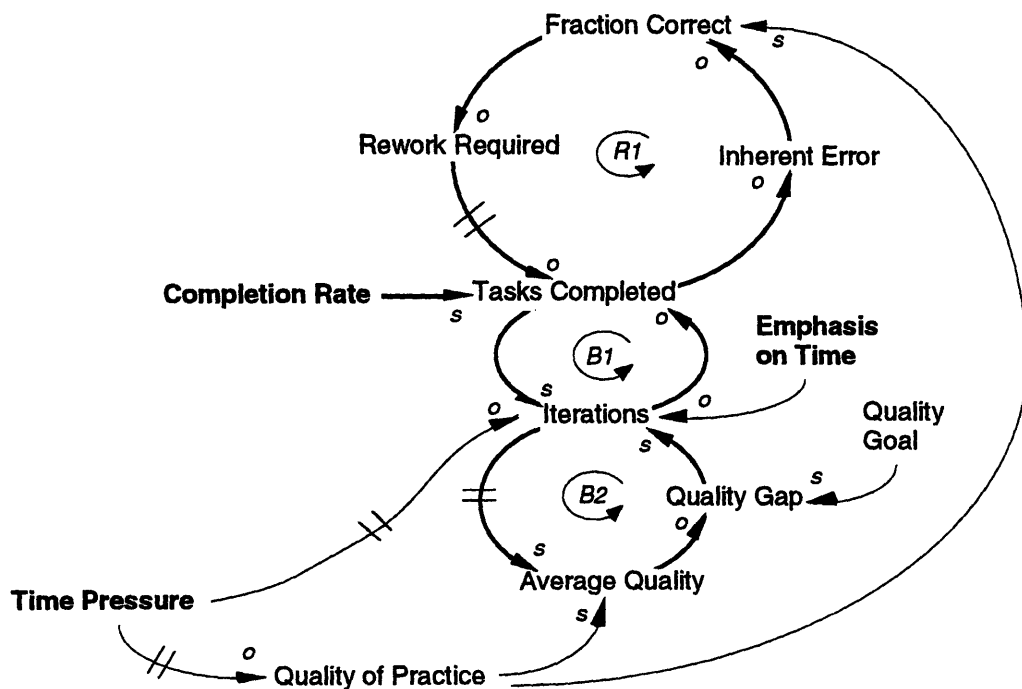 Fraction Correct
s
o
o
Rework Required
R1
Inherent Error
o
o
Completion Rate
s
Tasks Completed
o
Emphasis
on Time
B1
s
o
Iterations
o
s
Quality
Goal
B2
Quality Gap
s
o
s
Average Quality
s
Time Pressure
o
Quality of Practice